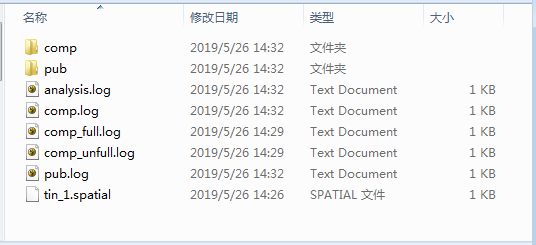 名称 修改日期 类型 大小
comp 2019/5/26 14:32 文件夹
pub 2019/5/26 14:32 文件夹
analysis.log 2019/5/26 14:32 Text Document 1 KB
comp.log 2019/5/26 14:32 Text Document 1 KB
comp_full.log 2019/5/26 14:29 Text Document 1 KB
comp_unfull.log 2019/5/26 14:29 Text Document 1 KB
pub.log 2019/5/26 14:32 Text Document 1 KB
tin_1.spatial 2019/5/26 14:26 SPATIAL 文件 1 KB